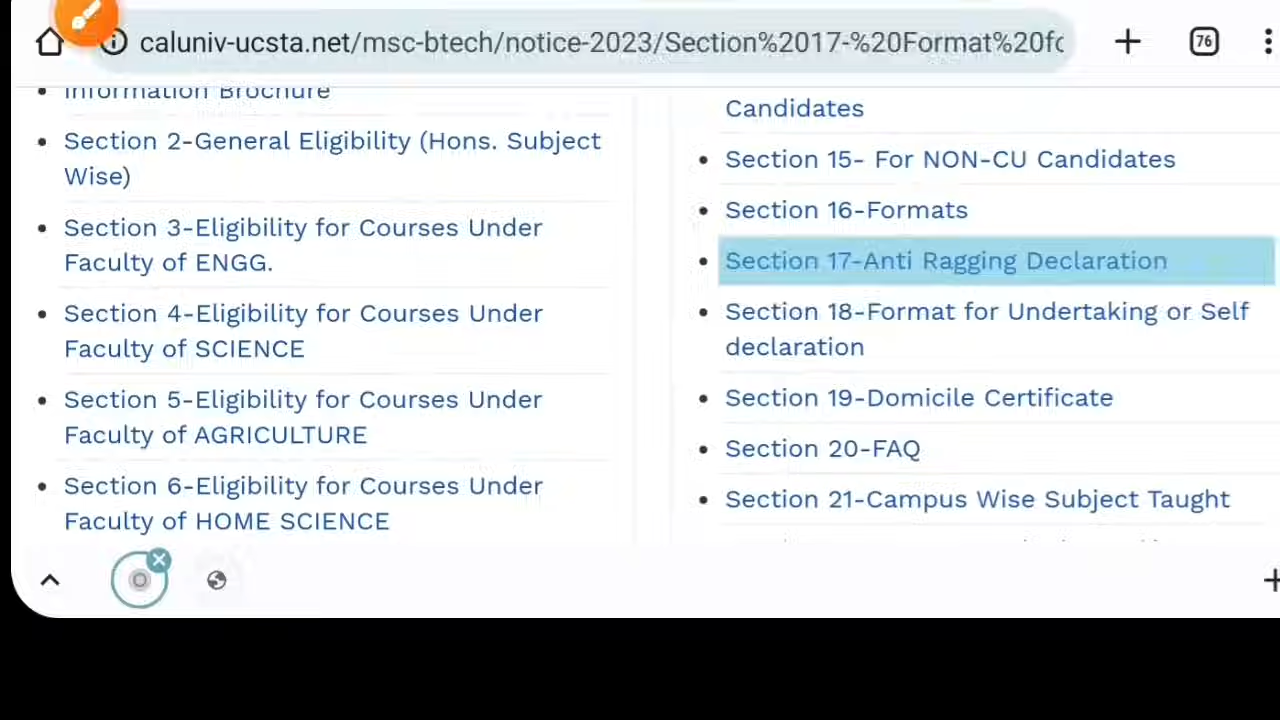 caluniv-ucsta.net/msc-btech/notice-2023/Section%2017-%20Format%20fo
76
Information Brochure
Section 2-General Eligibility (Hons. Subject
Wise)
Section 3-Eligibility for Courses Under
Faculty of ENGG.
Section 4-Eligibility for Courses Under
Faculty of SCIENCE
Section 5-Eligibility for Courses Under
Faculty of AGRICULTURE
Section 6-Eligibility for Courses Under
Faculty of HOME SCIENCE
Candidates
Section 15- For NON-CU Candidates
Section 16-Formats
Section 17-Anti Ragging Declaration
Section 18-Format for Undertaking or Self
declaration
Section 19-Domicile Certificate
Section 20-FAQ
Section 21-Campus Wise Subject Taught